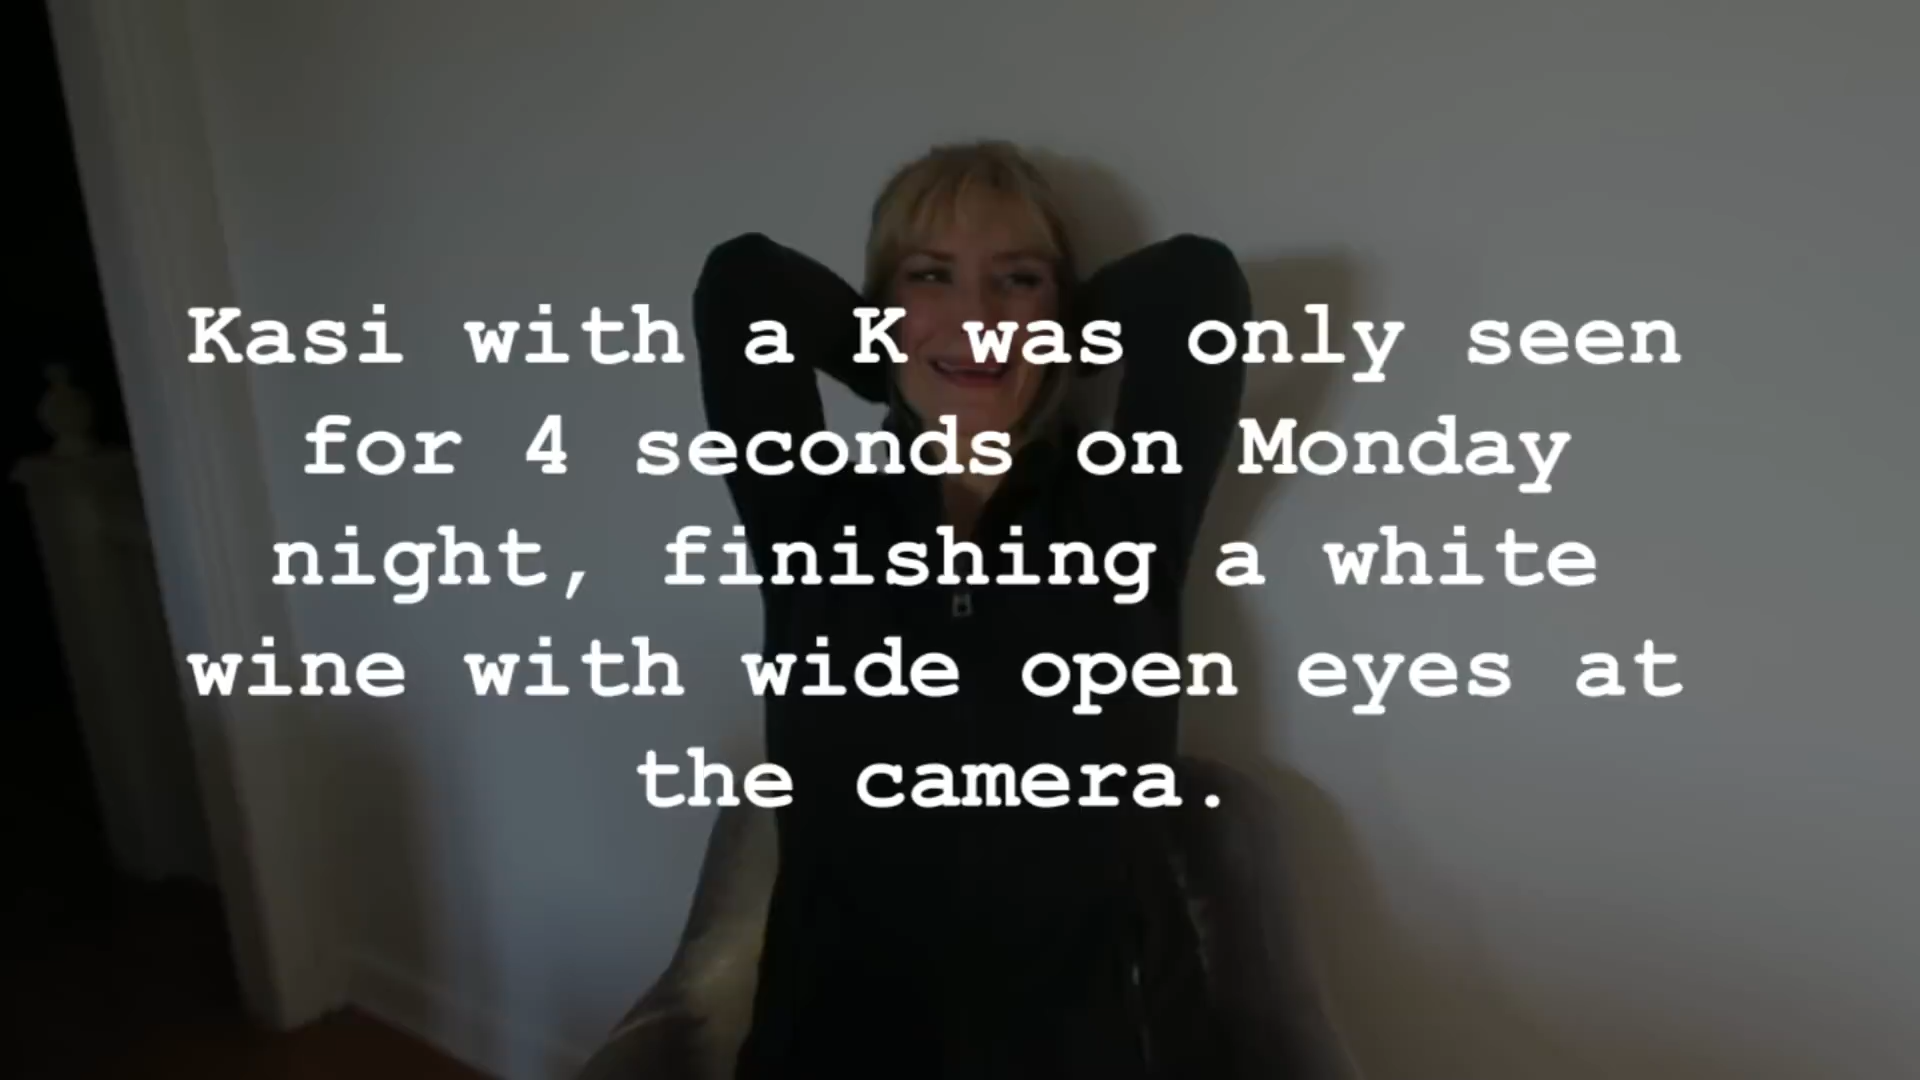 Kasi with a K was only seen
for 4 seconds on Monday
night, finishing a white
wine with wide open eyes at
the camera.